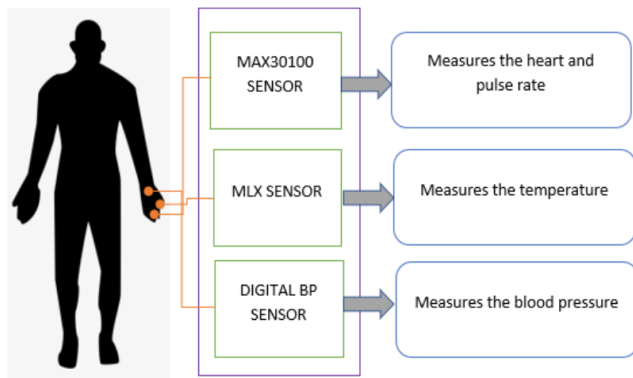 MAX30100
SENSOR
Measures the heart and
pulse rate
MLX SENSOR
Measures the temperature
DIGITAL BP
SENSOR
Measures the blood pressure